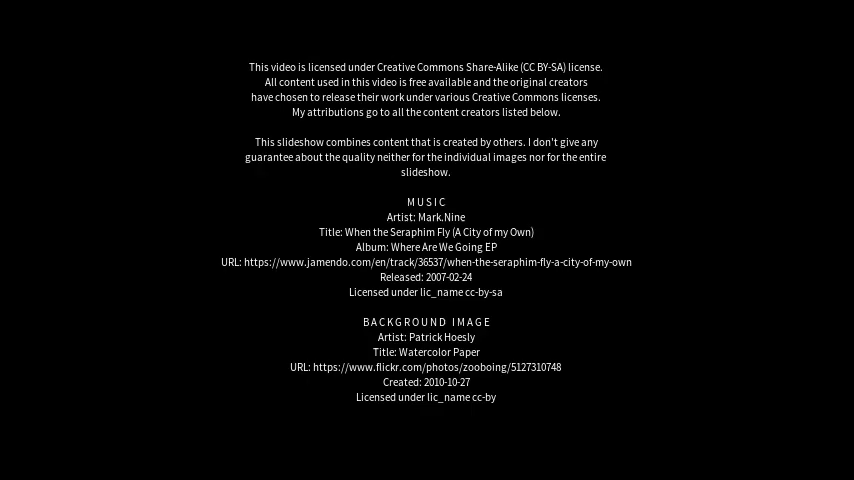 This video is licensed under Creative Commons Share-Alike (CC BY-SA) license.
All content used in this video is free available and the original creators
have chosen to release their work under various Creative Commons licenses.
My attributions go to all the content creators listed below.
This slideshow combines content that is created by others. I don't give any
guarantee about the quality neither for the individual images nor for the entire
slideshow.
MUSIC
Artist: Mark.Nine
Title: When the Seraphim Fly (A City of my Own)
Album: Where Are We Going EP
URL: https://www.jamendo.com/en/track/36537/when-the-seraphim-fly-a-city-of-my-own
Released: 2007-02-24
Licensed under lic_name cc-by-sa
BACKGROUND IMAGE
Artist: Patrick Hoesly
Title: Watercolor Paper
URL: https://www.flickr.com/photos/zooboing/5127310748
Created: 2010-10-27
Licensed under lic_name cc-by